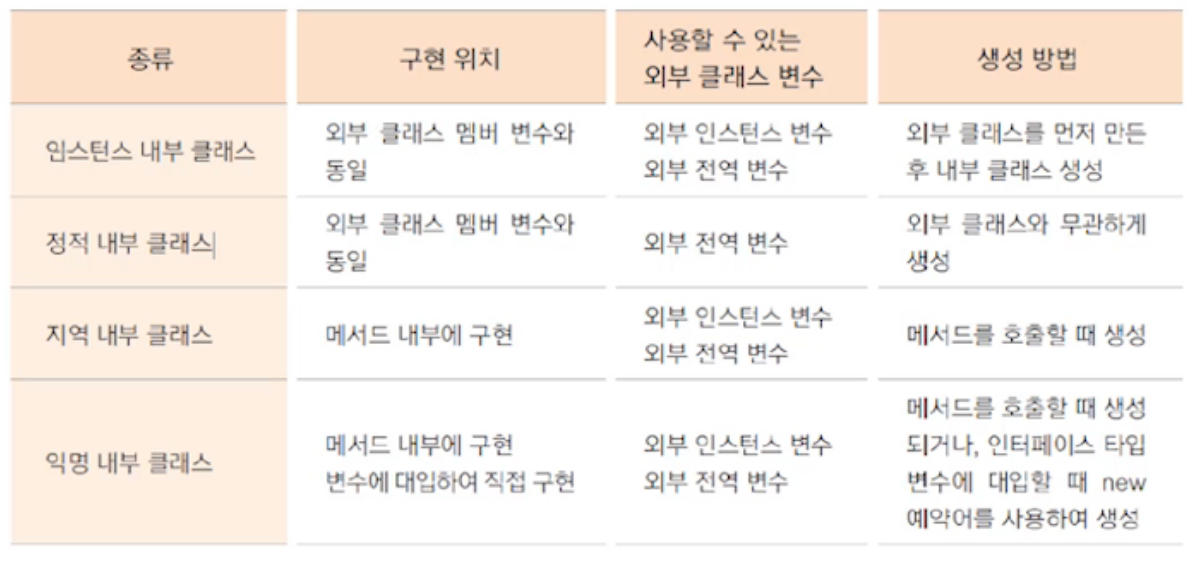 종류
구현 위치
사용할 수 있는
외부 클래스 변수
생성 방법
인스턴스 내부 클래스
외부 클래스 멤버 변수와
동일
외부 인스턴스 변수
외부 전역 변수
외부 클래스를 먼저 만든
후 내부 클래스 생성
정적 내부 클래스
외부 클래스 멤버 변수와
동일
외부 전역 변수
외부 클래스와 무관하게
생성
지역 내부 클래스
메서드 내부에 구현
외부 인스턴스 변수
외부 전역 변수
메서드를 호출할 때 생성
익명 내부 클래스
메서드 내부에 구현
변수에 대입하여 직접 구현
외부 인스턴스 변수
외부 전역 변수
메서드를 호출할 때 생성
되거나, 인터페이스 타입
변수에 대입할 때 new
예약어를 사용하여 생성